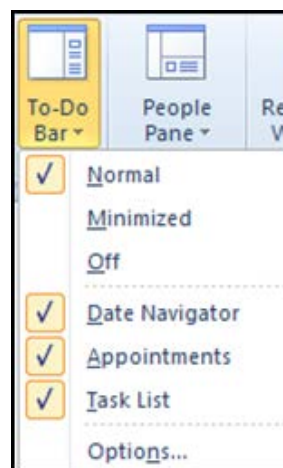 To-Do People
Bar Pane
Normal
Minimized
Off
Date Navigator
Appointments
Task List
Options...